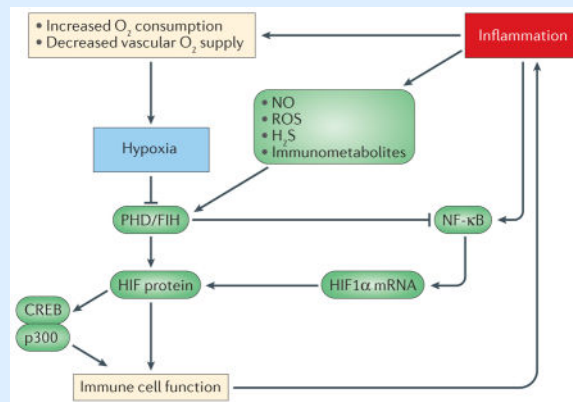 • Increased O₂ consumption
• Decreased vascular O₂ supply
Inflammation
• NO
• ROS
• H₂S
• Immunometabolites
Hypoxia
PHD/FIH
NF-κB
HIF protein
HIF1α mRNA
CREB
p300
Immune cell function